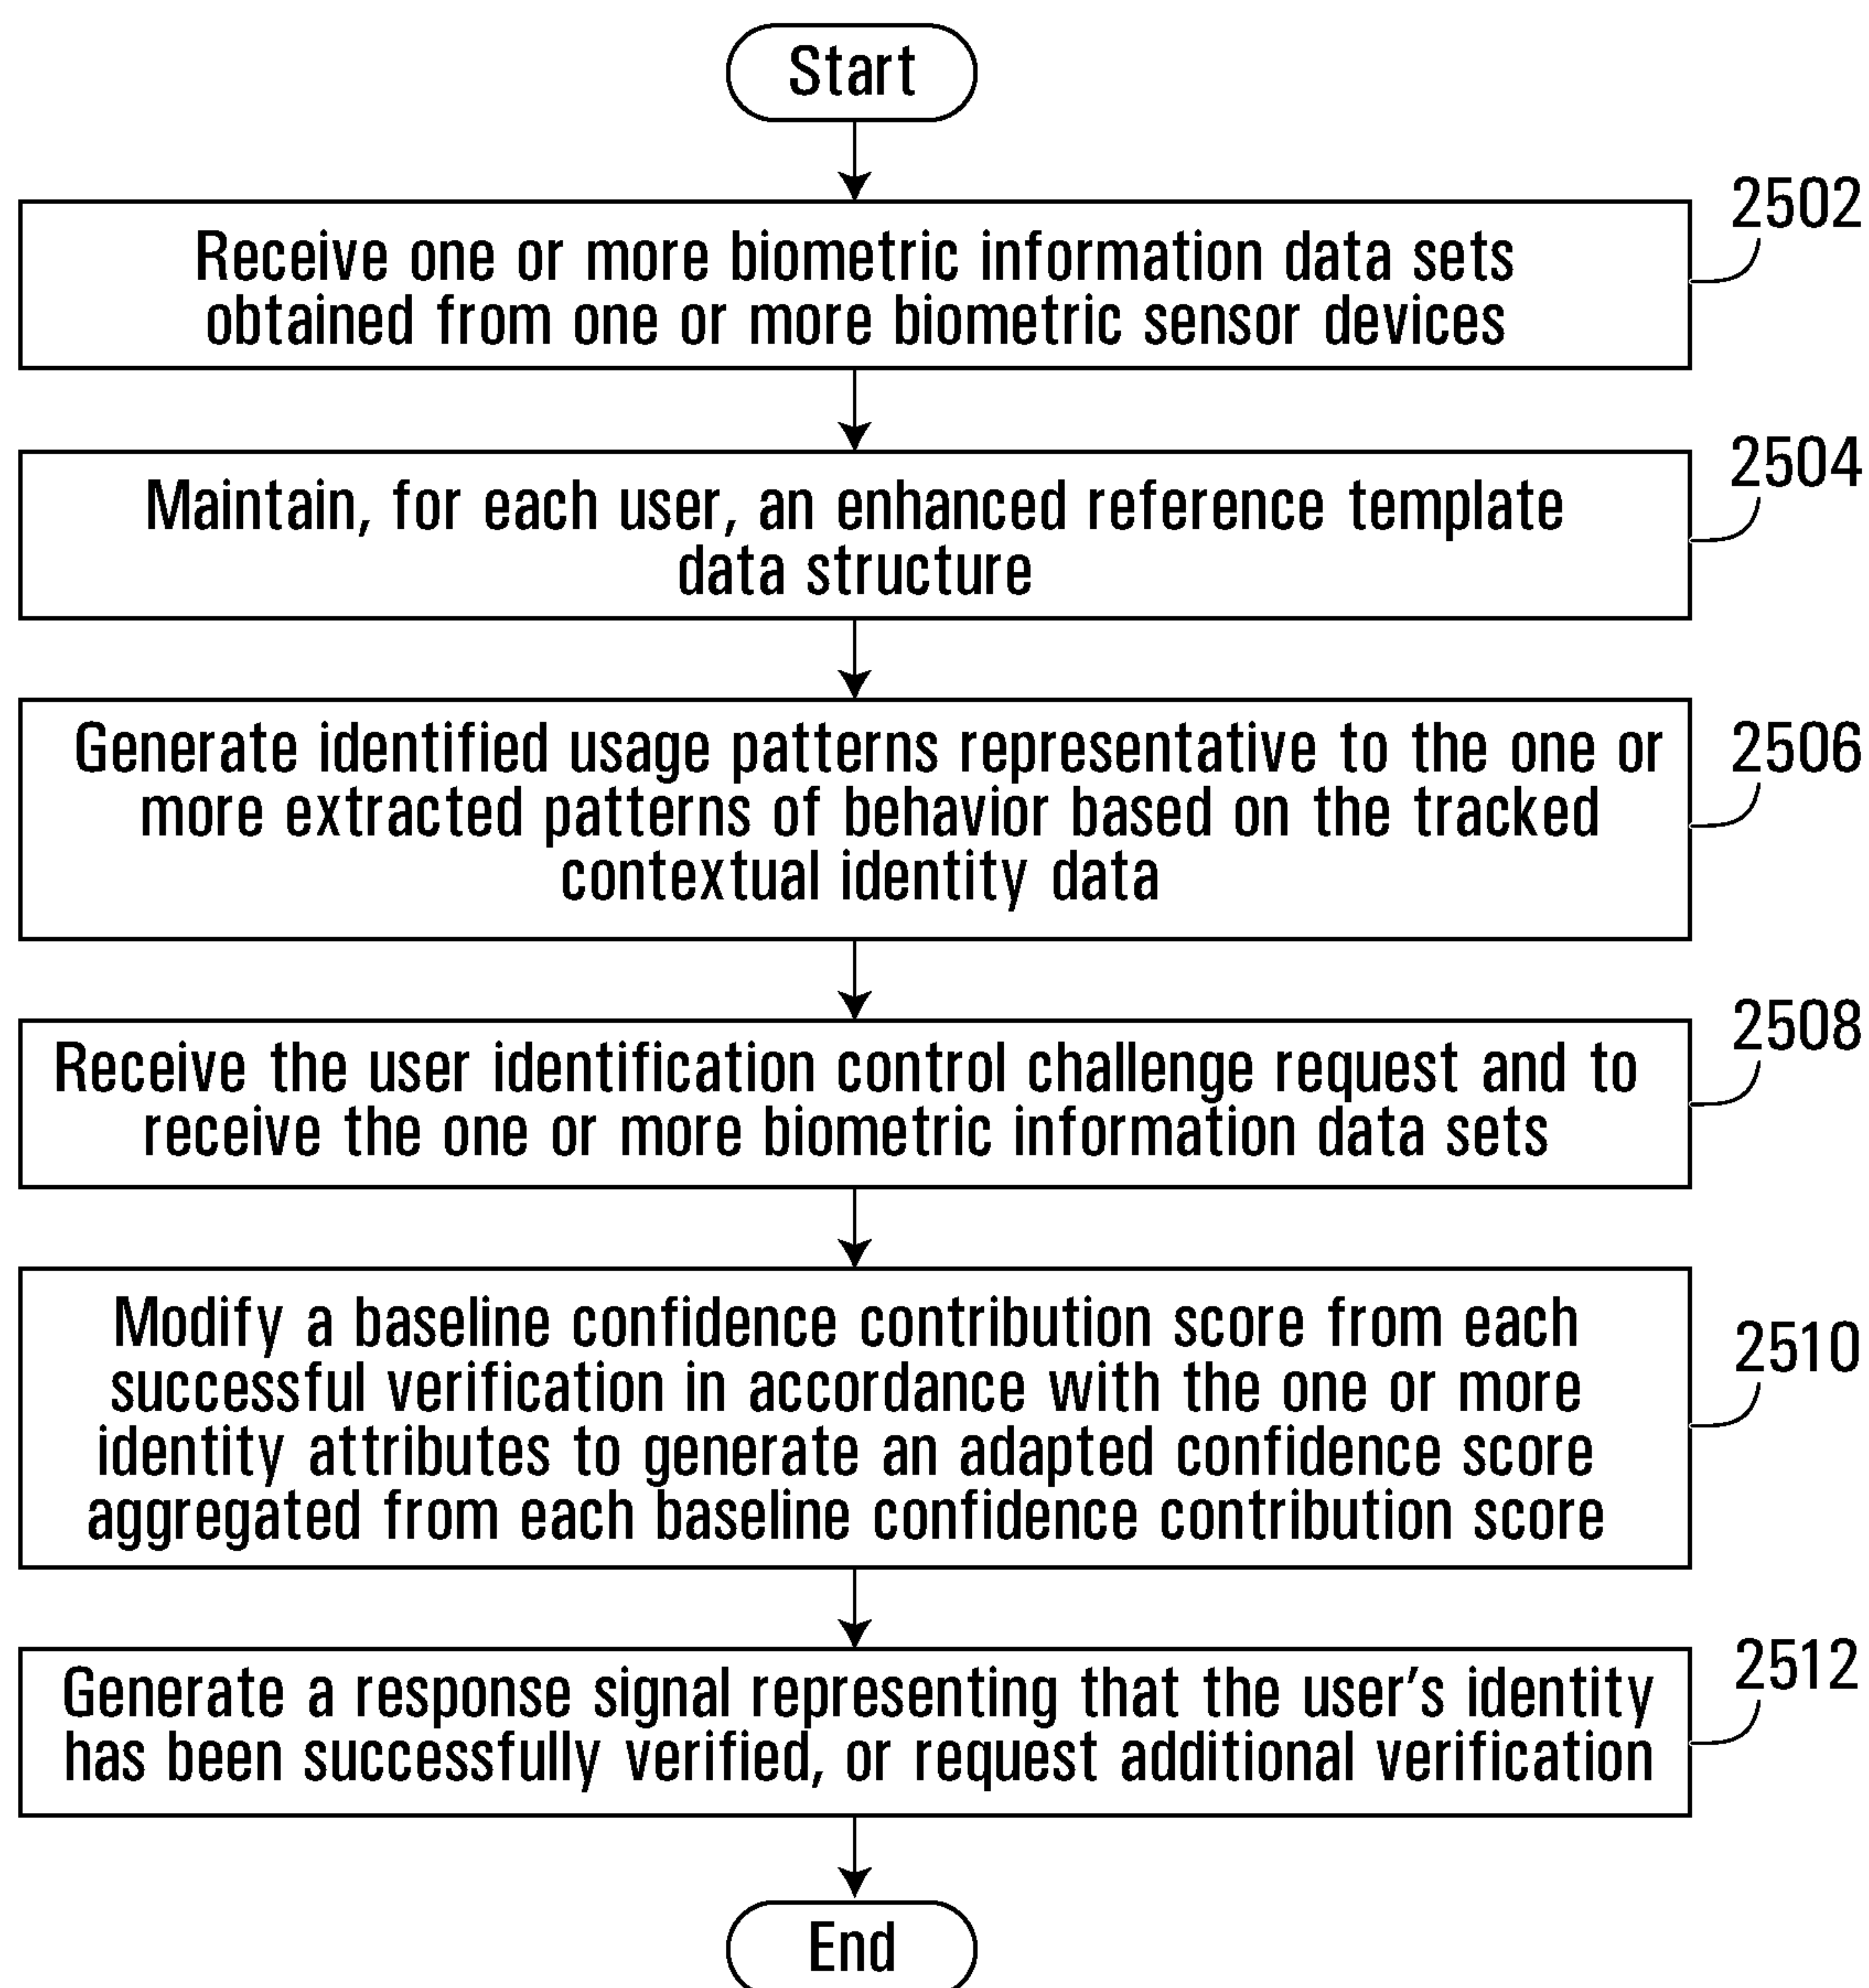 Start
2502
Receive one or more biometric information data sets
obtained from one or more biometric sensor devices
2504
Maintain, for each user, an enhanced reference template
data structure
2506
Generate identified usage patterns representative to the one or
more extracted patterns of behavior based on the tracked
contextual identity data
2508
Receive the user identification control challenge request and to
receive the one or more biometric information data sets
2510
Modify a baseline confidence contribution score from each
successful verification in accordance with the one or more
identity attributes to generate an adapted confidence score
aggregated from each baseline confidence contribution score
2512
Generate a response signal representing that the user's identity
has been successfully verified, or request additional verification
End